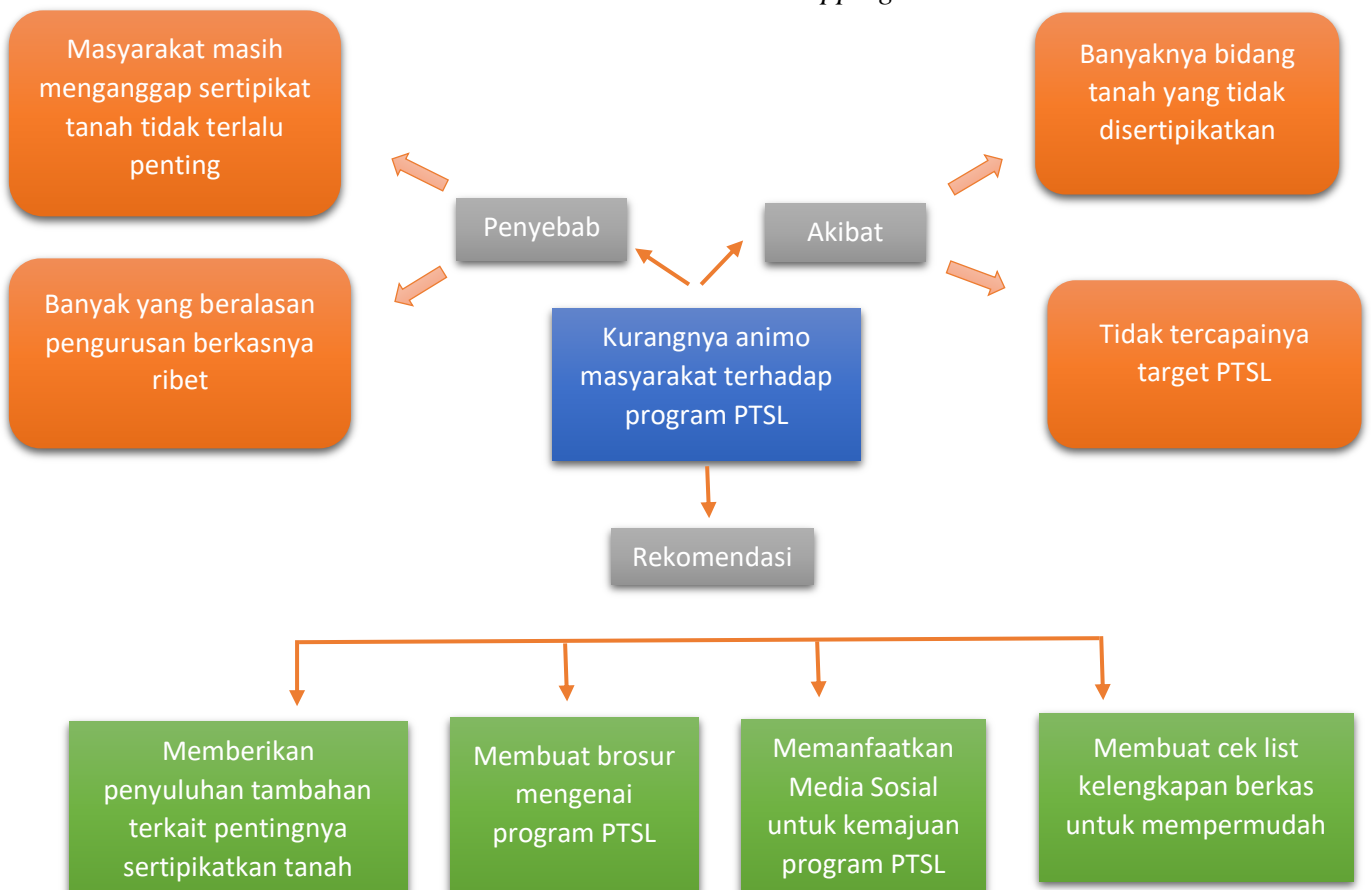 Masyarakat masih
menganggap sertipikat
tanah tidak terlalu
penting
Banyaknya bidang
tanah yang tidak
disertipikatkan
Penyebab
Akibat
Banyak yang beralasan
pengurusan berkasnya
ribet
Kurangnya animo
masyarakat terhadap
program PTSL
Tidak tercapainya
target PTSL
Rekomendasi
Memberikan
penyuluhan tambahan
terkait pentingnya
sertipikatkan tanah
Membuat brosur
mengenai
program PTSL
Memanfaatkan
Media Sosial
untuk kemajuan
program PTSL
Membuat cek list
kelengkapan berkas
untuk mempermudah